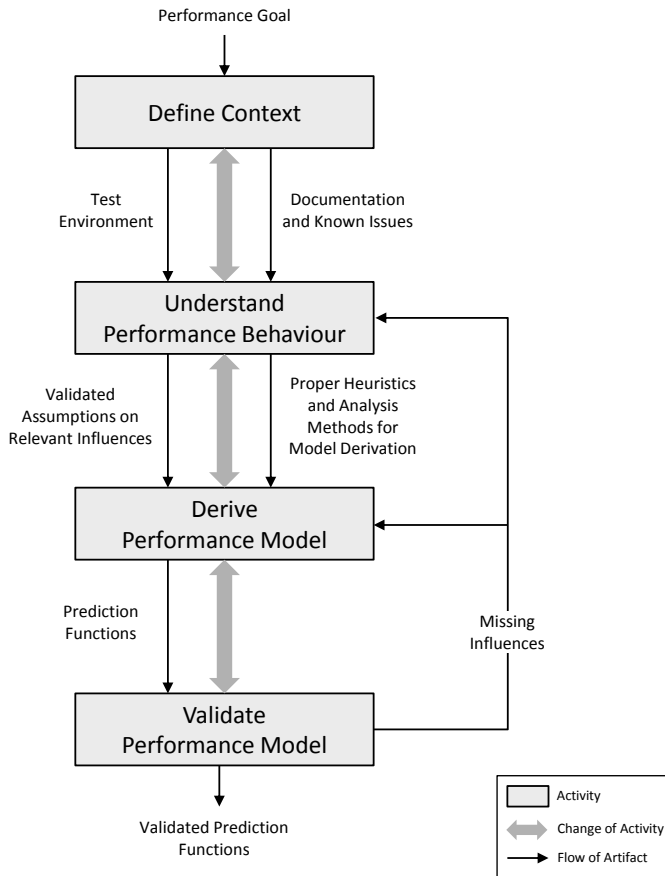 Performance Goal
Define Context
Test
Environment
Documentation
and Known Issues
Understand
Performance Behaviour
Validated
Assumptions on
Relevant Influences
Proper Heuristics
and Analysis
Methods for
Model Derivation
Derive
Performance Model
Prediction
Functions
Missing
Influences
Validate
Performance Model
Validated Prediction
Functions
Activity
Change of Activity
Flow of Artifact